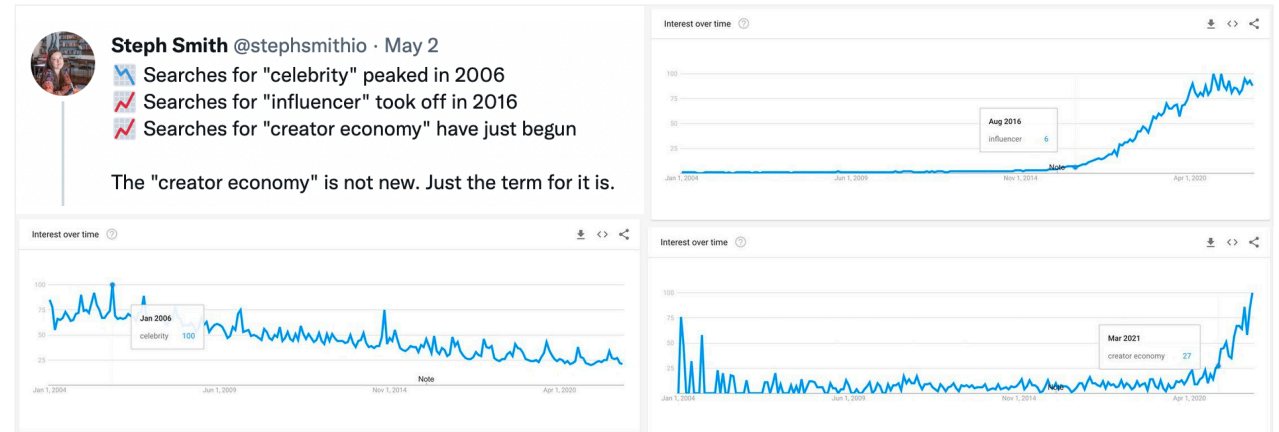 Steph Smith @stephsmithio · May 2
📉 Searches for "celebrity" peaked in 2006
📈 Searches for "influencer" took off in 2016
📈 Searches for "creator economy" have just begun
The "creator economy" is not new. Just the term for it is.
Interest over time
100
75
50
25
Aug 2016
influencer 6
Note
Jan 1, 2004
Jun 1, 2009
Nov 1, 2014
Apr 1, 2020
Interest over time
100
75
50
25
Jan 2006
celebrity 100
Note
Jan 1, 2004
Jun 1, 2009
Nov 1, 2014
Apr 1, 2020
Interest over time
100
75
50
25
Mar 2021
creator economy 27
Note
Jan 1, 2004
Jun 1, 2009
Nov 1, 2014
Apr 1, 2020